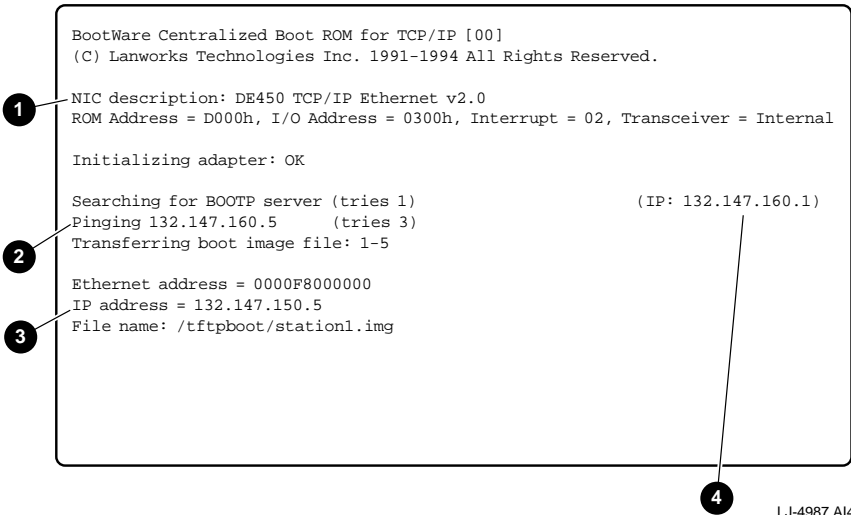 BootWare Centralized Boot ROM for TCP/IP [00]
(C) Lanworks Technologies Inc. 1991-1994 All Rights Reserved.
1
NIC description: DE450 TCP/IP Ethernet v2.0
ROM Address = D000h, I/O Address = 0300h, Interrupt = 02, Transceiver = Internal
Initializing adapter: OK
Searching for BOOTP server (tries 1) (IP: 132.147.160.1)
Pinging 132.147.160.5 (tries 3)
2
Transferring boot image file: 1-5
Ethernet address = 0000F8000000
IP address = 132.147.150.5
3
File name: /tftpboot/station1.img
4
LJ-4987 AI4